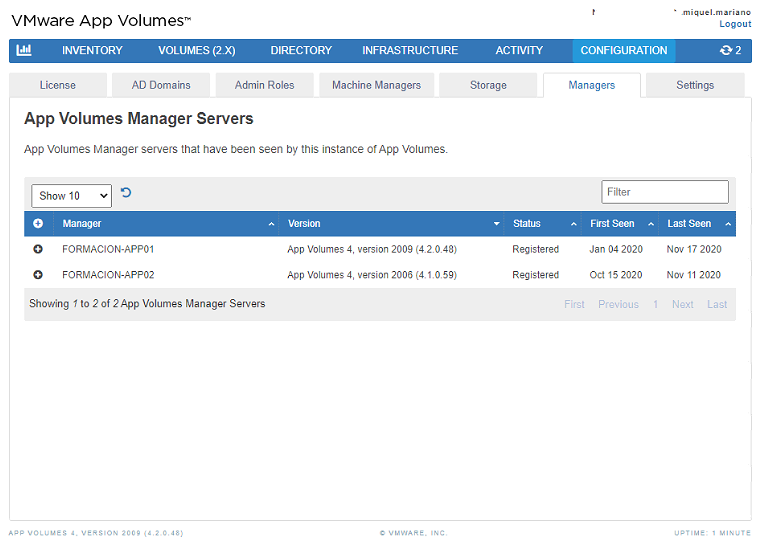 VMware App Volumes™
.miquel.mariano
Logout
INVENTORY VOLUMES (2.X) DIRECTORY INFRASTRUCTURE ACTIVITY CONFIGURATION 2
License AD Domains Admin Roles Machine Managers Storage Managers Settings
App Volumes Manager Servers
App Volumes Manager servers that have been seen by this instance of App Volumes.
Show 10 Filter
Manager Version Status First Seen Last Seen
FORMACION-APP01 App Volumes 4, version 2009 (4.2.0.48) Registered Jan 04 2020 Nov 17 2020
FORMACION-APP02 App Volumes 4, version 2006 (4.1.0.59) Registered Oct 15 2020 Nov 11 2020
Showing 1 to 2 of 2 App Volumes Manager Servers First Previous 1 Next Last
APP VOLUMES 4, VERSION 2009 (4.2.0.48) © VMWARE, INC. UPTIME: 1 MINUTE